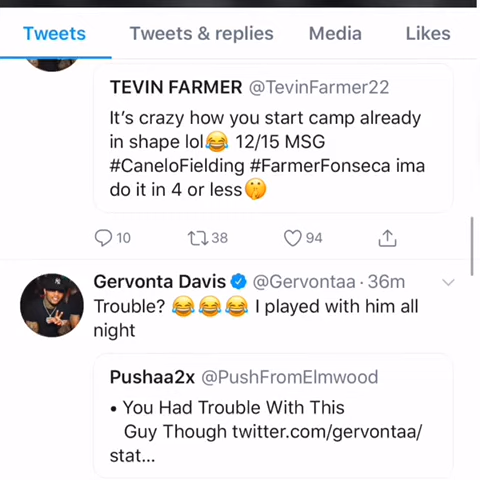 Tweets Tweets & replies Media Likes
TEVIN FARMER @TevinFarmer22
It's crazy how you start camp already
in shape lol😂 12/15 MSG
#CaneloFielding #FarmerFonseca ima
do it in 4 or less🤫
10 38 94
Gervonta Davis @Gervontaa · 36m
Trouble? 😂😂😂 I played with him all
night
Pushaa2x @PushFromElmwood
• You Had Trouble With This
Guy Though twitter.com/gervontaa/
stat...